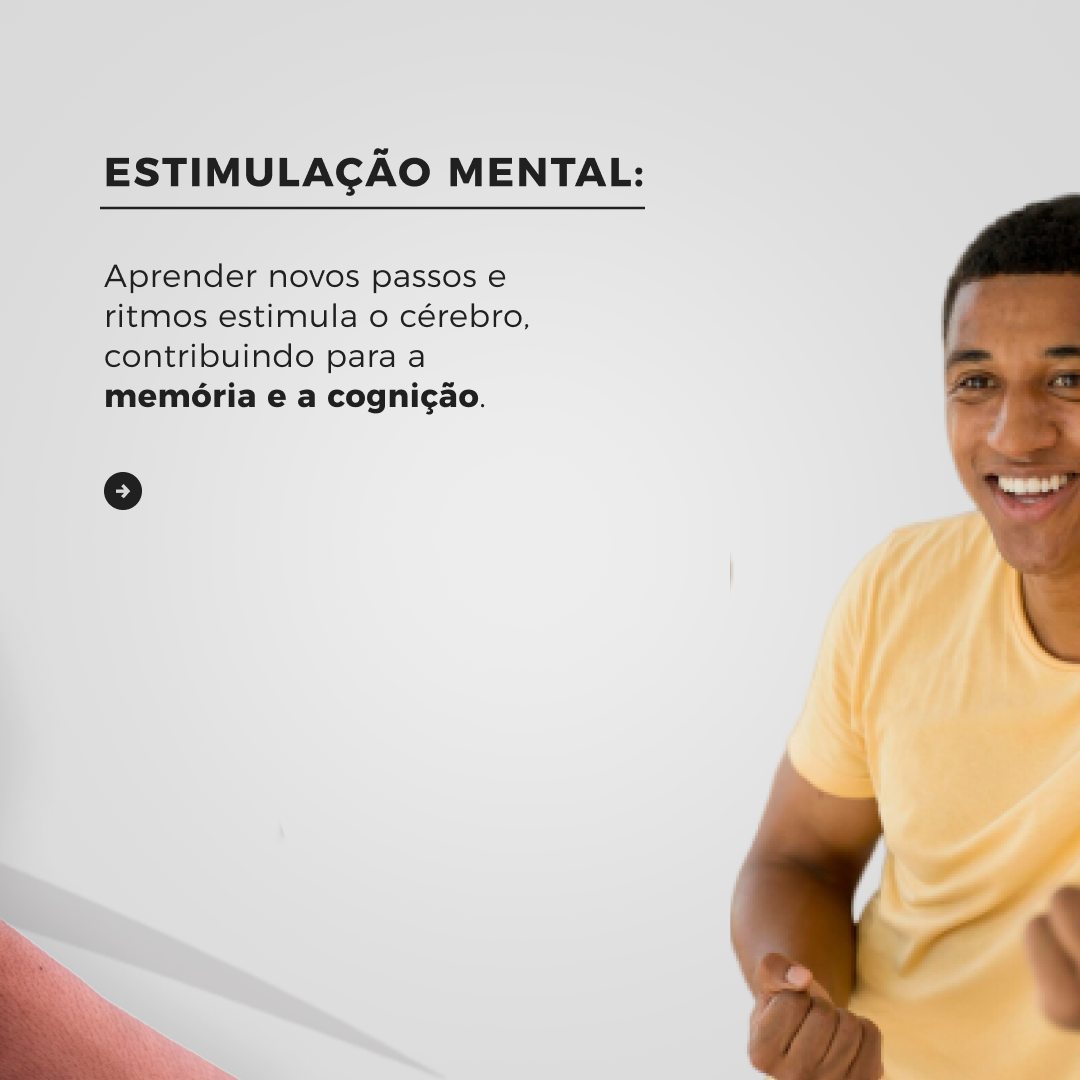 ESTIMULAÇÃO MENTAL:
Aprender novos passos e
ritmos estimula o cérebro,
contribuindo para a
memória e a cognição.